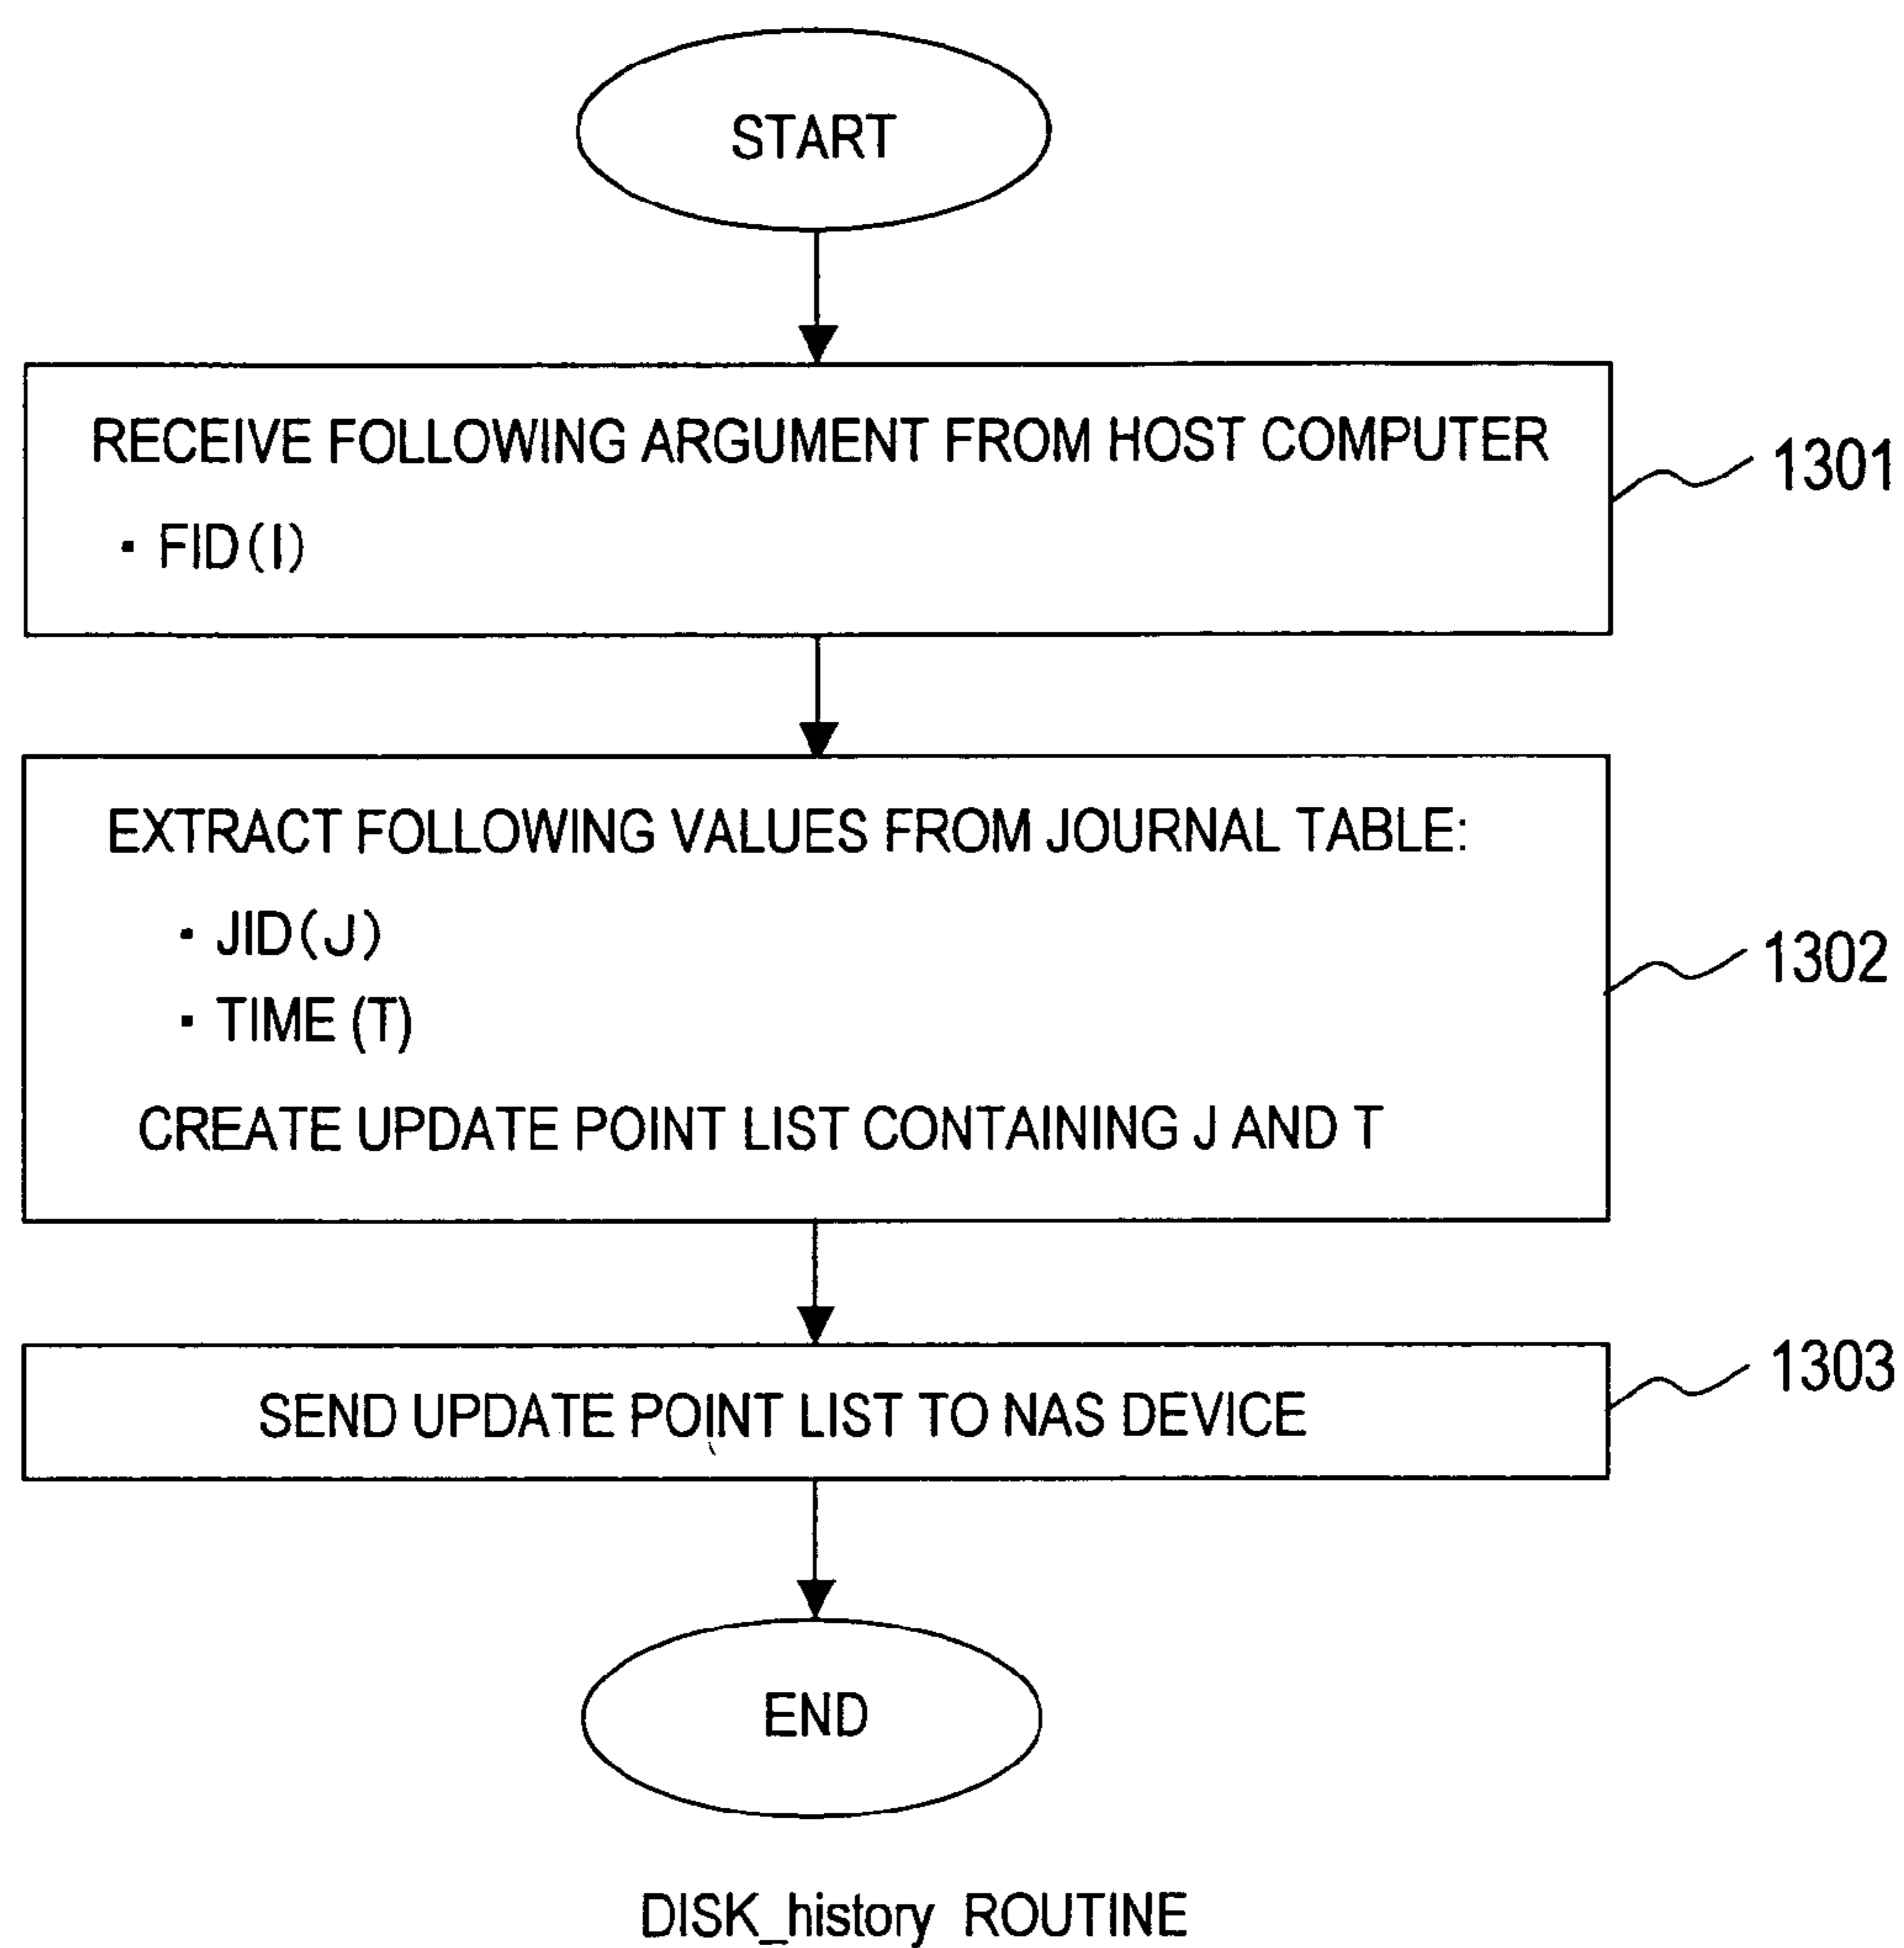 START
RECEIVE FOLLOWING ARGUMENT FROM HOST COMPUTER
・FID(I)
1301
EXTRACT FOLLOWING VALUES FROM JOURNAL TABLE:
・JID(J)
・TIME (T)
1302
CREATE UPDATE POINT LIST CONTAINING J AND T
SEND UPDATE POINT LIST TO NAS DEVICE
1303
END
DISK_history ROUTINE